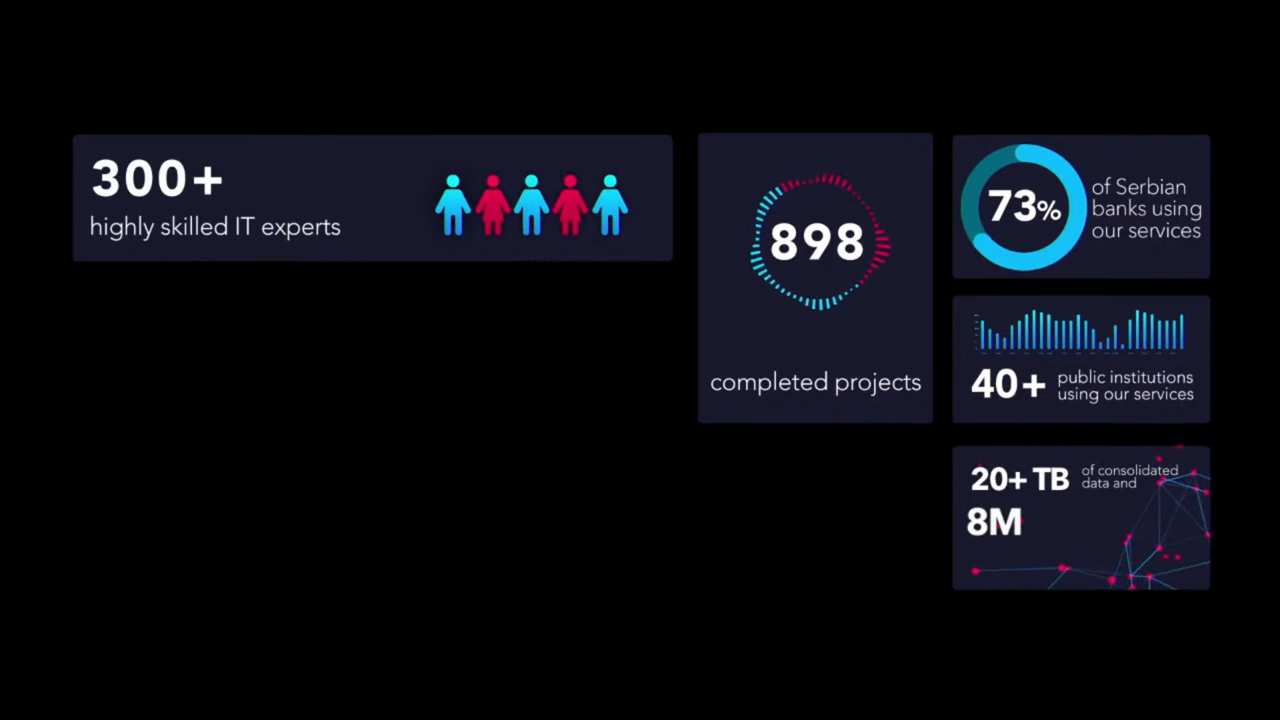 300+
highly skilled IT experts
898
completed projects
73%
of Serbian
banks using
our services
40+
public institutions
using our services
20+ TB
of consolidated
data and
8M